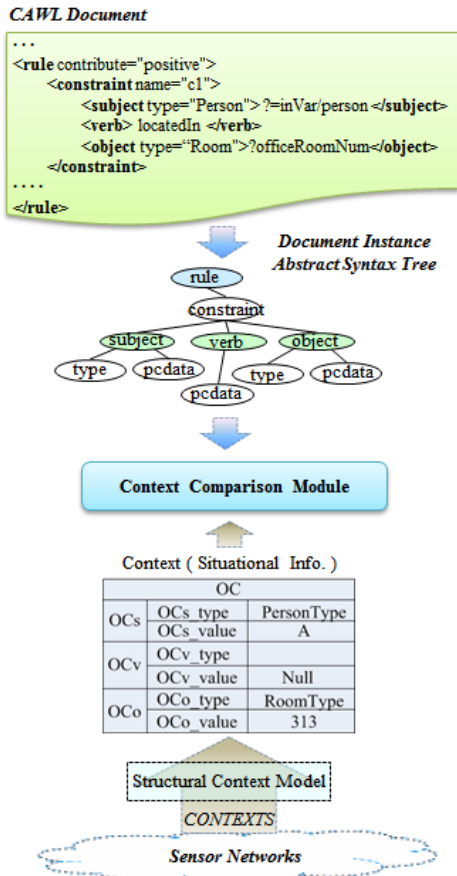 CAWL Document
. . .
<rule contribute="positive">
<constraint name="c1">
<subject type="Person"> ?=inVar/person </subject>
<verb> locatedIn </verb>
<object type=“Room">?officeRoomNum</object>
</constraint>
. . . .
</rule>
Document Instance
Abstract Syntax Tree
rule
constraint
subject verb object
type pcdata type pcdata
pcdata
Context Comparison Module
Context ( Situational Info. )
OC
OCs OCs_type PersonType
OCs_value A
OCv OCv_type
OCv_value Null
OCo OCo_type RoomType
OCo_value 313
Structural Context Model
CONTEXTS
Sensor Networks